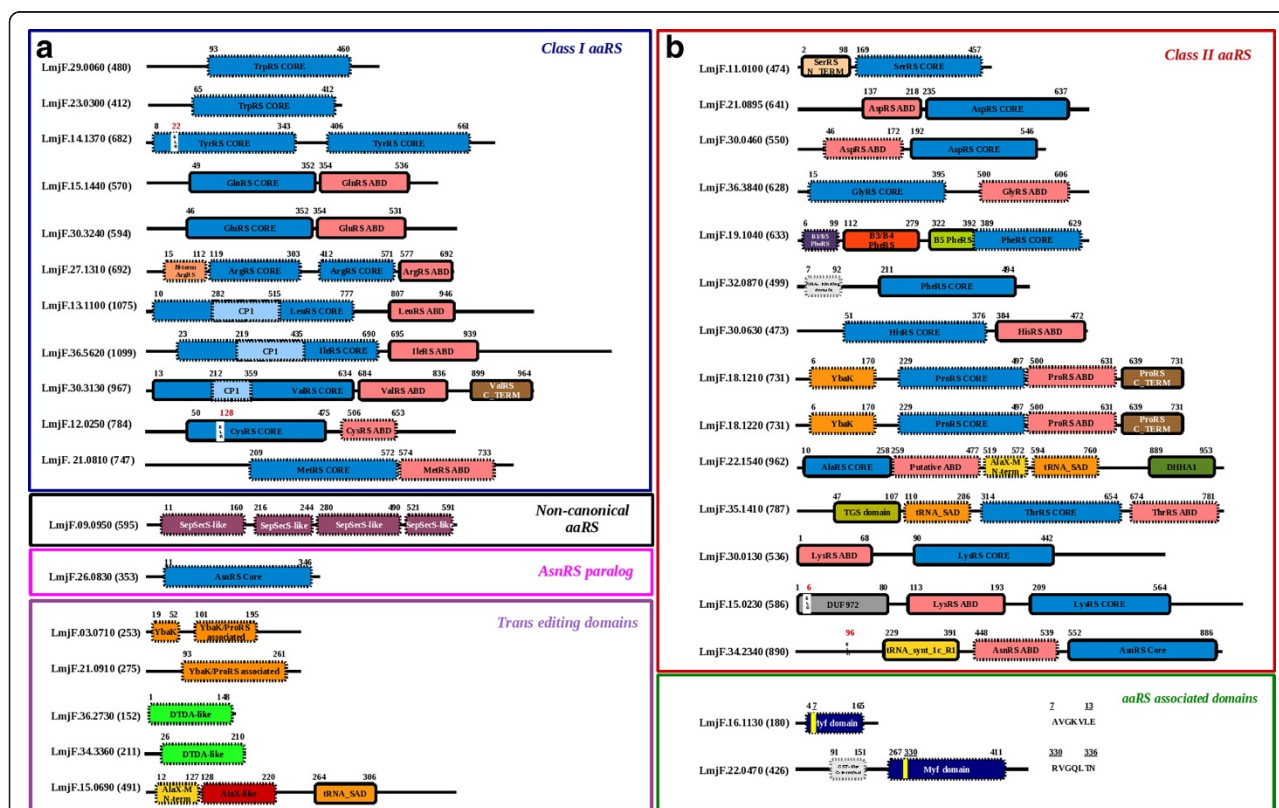 a
Class I aaRS
LmjF.29.0060 (480)
93 460
TrpRS CORE
LmjF.23.0300 (412)
65 412
TrpRS CORE
LmjF.14.1370 (682)
8 22 343 406 661
TyrRS CORE TyrRS CORE
LmjF.15.1440 (570)
49 352 354 536
GlnRS CORE GlnRS ABD
LmjF.30.3240 (594)
46 352 354 531
GluRS CORE GluRS ABD
LmjF.27.1310 (692)
15 112 119 303 412 571 577 692
N-term ArgRS ArgRS CORE ArgRS CORE ArgRS ABD
LmjF.13.1100 (1075)
10 282 515 777 807 946
CP1 LeuRS CORE LeuRS ABD
LmjF.36.5620 (1099)
23 219 435 690 695 939
CP1 IleRS CORE IleRS ABD
LmjF.30.3130 (967)
13 212 359 634 684 836 899 964
CP1 ValRS CORE ValRS ABD ValRS C_TERM
LmjF.12.0250 (784)
50 128 475 506 653
CysRS CORE CysRS ABD
LmjF. 21.0810 (747)
209 572 574 733
MetRS CORE MetRS ABD
Non-canonical aaRS
LmjF.09.0950 (595)
11 160 216 244 280 490 521 591
SepSecS-like SepSecS-like SepSecS-like SepSecS-like
AsnRS paralog
LmjF.26.0830 (353)
11 346
AsnRS Core
Trans editing domains
LmjF.03.0710 (253)
19 52 101 195
YbaK YbaK/ProRS associated
LmjF.21.0910 (275)
93 261
YbaK/ProRS associated
LmjF.36.2730 (152)
1 148
DTDA-like
LmjF.34.3360 (211)
26 210
DTDA-like
LmjF.15.0690 (491)
12 127 128 220 264 306
AlaX-M N-term AlaX-like tRNA_SAD
b
Class II aaRS
LmjF.11.0100 (474)
2 98 169 457
SerRS N_TERM SerRS CORE
LmjF.21.0895 (641)
137 218 235 637
AspRS ABD AspRS CORE
LmjF.30.0460 (550)
46 172 192 546
AspRS ABD AspRS CORE
LmjF.36.3840 (628)
15 395 500 606
GlyRS CORE GlyRS ABD
LmjF.19.1040 (633)
6 99 112 279 322 392 389 629
B1/B5 PheRS B3/B4 PheRS B5 PheRS PheRS CORE
LmjF.32.0870 (499)
7 92 211 494
DNA- binding domain PheRS CORE
LmjF.30.0630 (473)
51 376 384 472
HisRS CORE HisRS ABD
LmjF.18.1210 (731)
6 170 229 497 500 631 639 731
YbaK ProRS CORE ProRS ABD ProRS C_TERM
LmjF.18.1220 (731)
6 170 229 497 500 631 639 731
YbaK ProRS CORE ProRS ABD ProRS C_TERM
LmjF.22.1540 (962)
10 258 259 477 519 572 594 760 889 953
AlaRS CORE Putative ABD AlaX-M N-term tRNA_SAD DHHA1
LmjF.35.1410 (787)
47 107 110 286 314 654 674 781
TGS domain tRNA_SAD ThrRS CORE ThrRS ABD
LmjF.30.0130 (536)
1 68 90 442
LysRS ABD LysRS CORE
LmjF.15.0230 (586)
1 6 80 113 193 209 564
DUF972 LysRS ABD LysRS CORE
LmjF.34.2340 (890)
96 229 391 448 539 552 886
tRNA_synt_1c_R1 AsnRS ABD AsnRS Core
aaRS associated domains
LmjF.16.1130 (180)
4 7 165 7 13
Myf domain AVGKVLE
LmjF.22.0470 (426)
91 151 267 330 411 330 336
Myf domain RVGQLTN